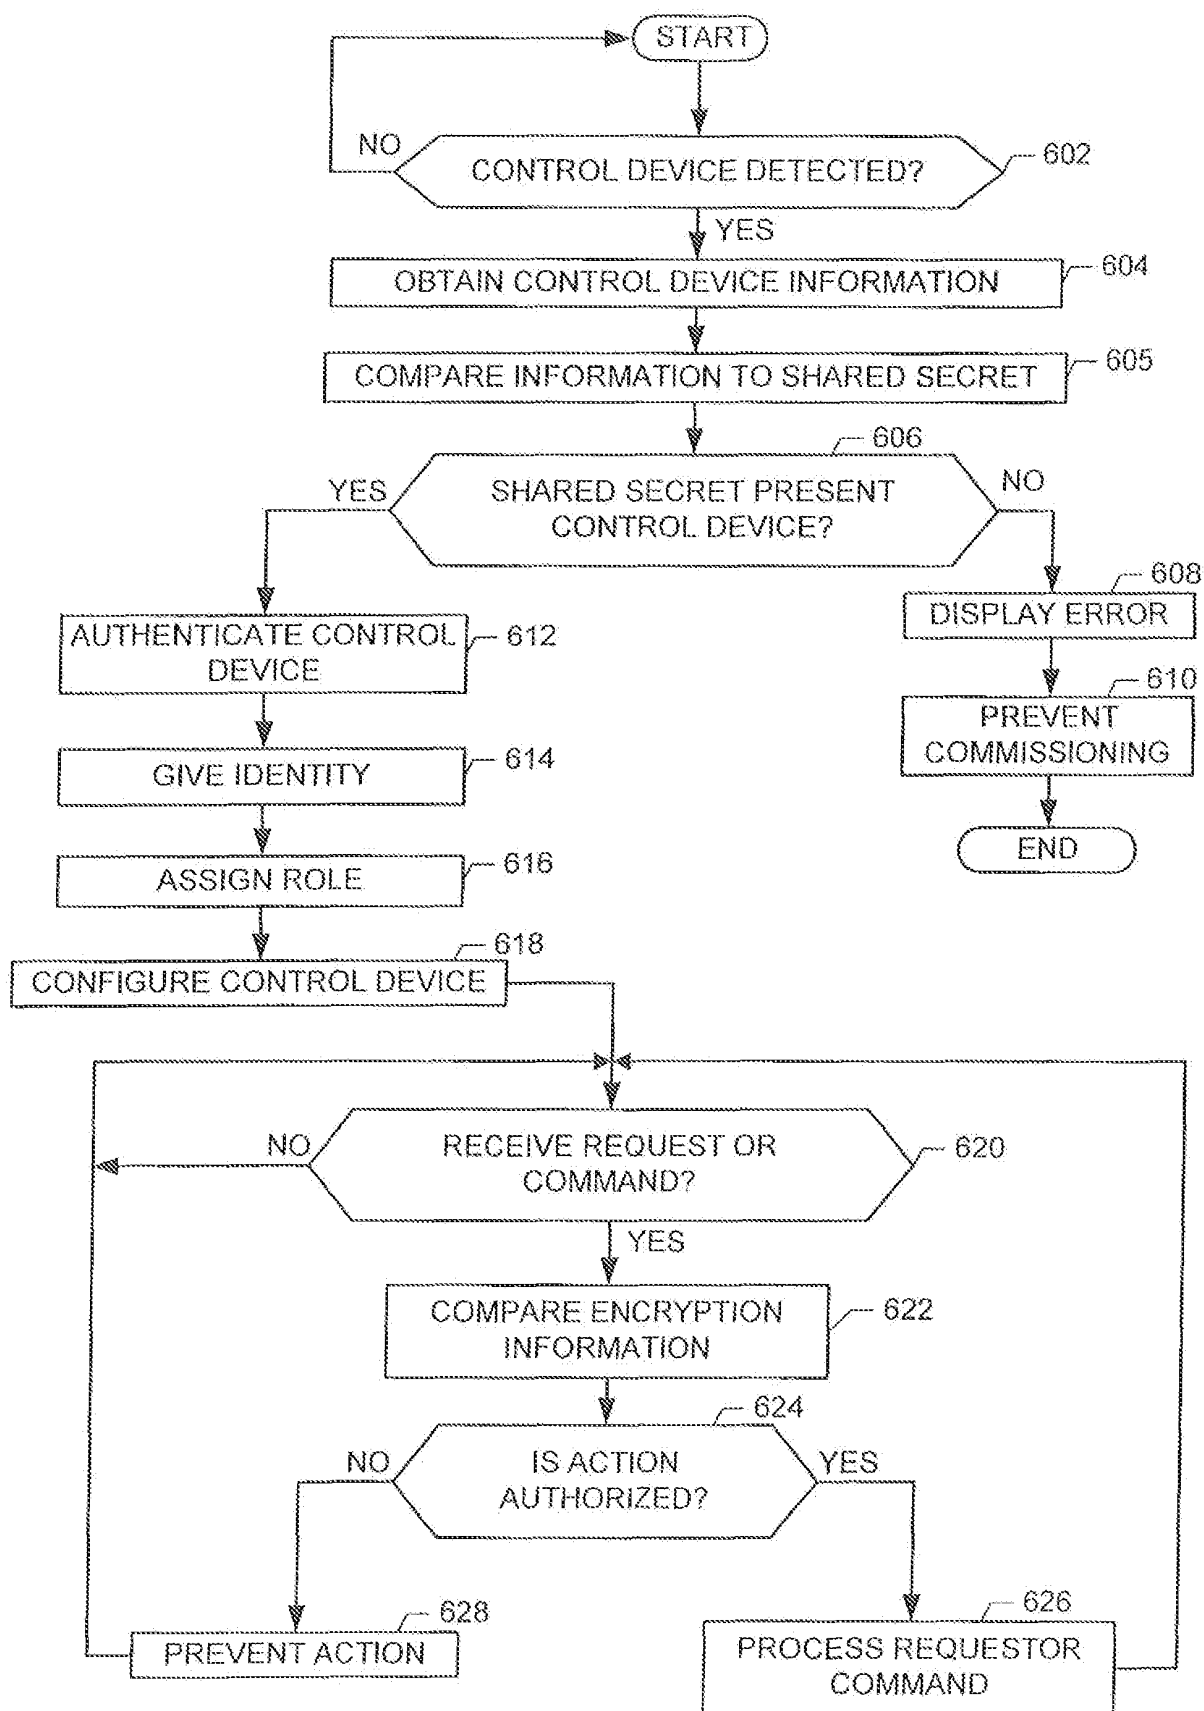 START
NO
CONTROL DEVICE DETECTED?
602
YES
OBTAIN CONTROL DEVICE INFORMATION
604
COMPARE INFORMATION TO SHARED SECRET
605
606
YES
SHARED SECRET PRESENT
CONTROL DEVICE?
NO
608
DISPLAY ERROR
AUTHENTICATE CONTROL
DEVICE
612
610
PREVENT
COMMISSIONING
GIVE IDENTITY
614
END
ASSIGN ROLE
616
618
CONFIGURE CONTROL DEVICE
NO
RECEIVE REQUEST OR
COMMAND?
620
YES
COMPARE ENCRYPTION
INFORMATION
622
624
NO
IS ACTION
AUTHORIZED?
YES
628
PREVENT ACTION
626
PROCESS REQUESTOR
COMMAND